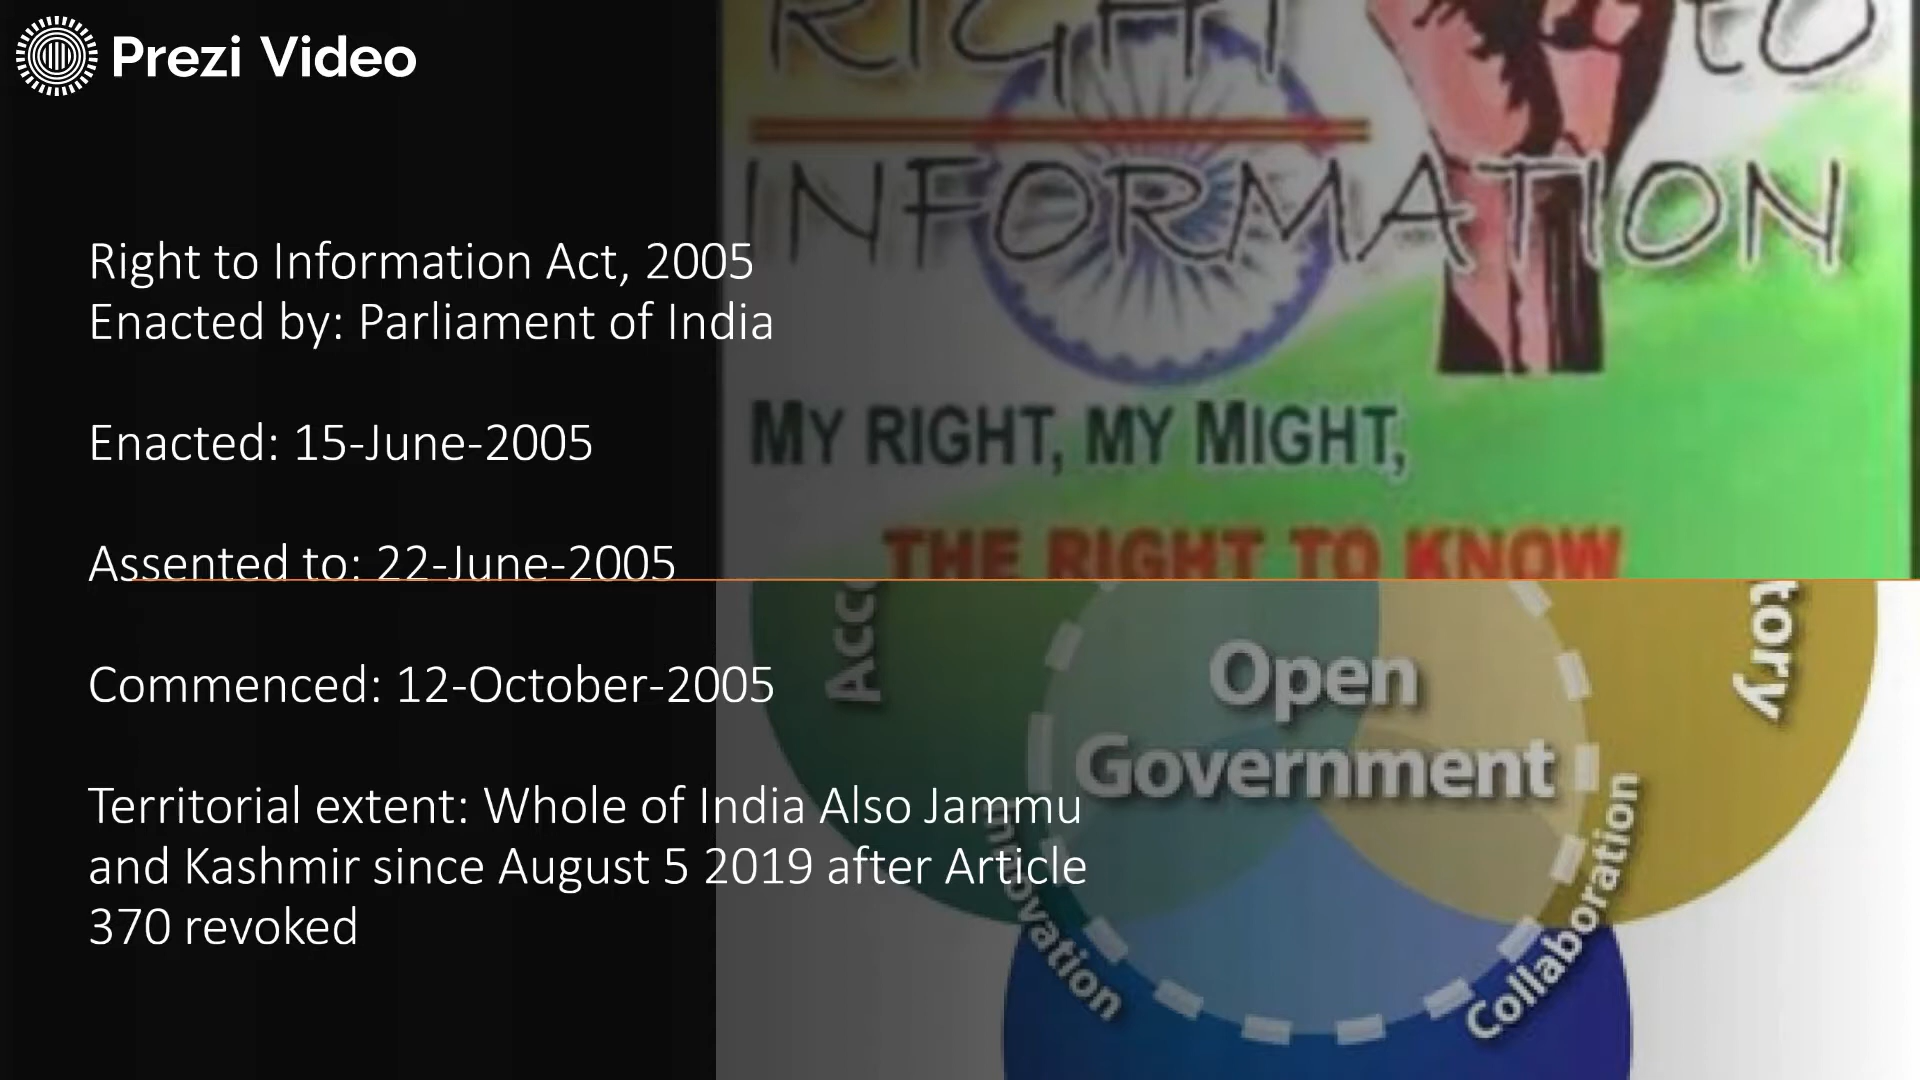 Prezi Video
RIGHT to
INFORMATION
MY RIGHT, MY MIGHT,
THE RIGHT TO KNOW
Right to Information Act, 2005
Enacted by: Parliament of India
Enacted: 15-June-2005
Assented to: 22-June-2005
Commenced: 12-October-2005
Territorial extent: Whole of India Also Jammu
and Kashmir since August 5 2019 after Article
370 revoked
Open
Government
Innovation
Collaboration